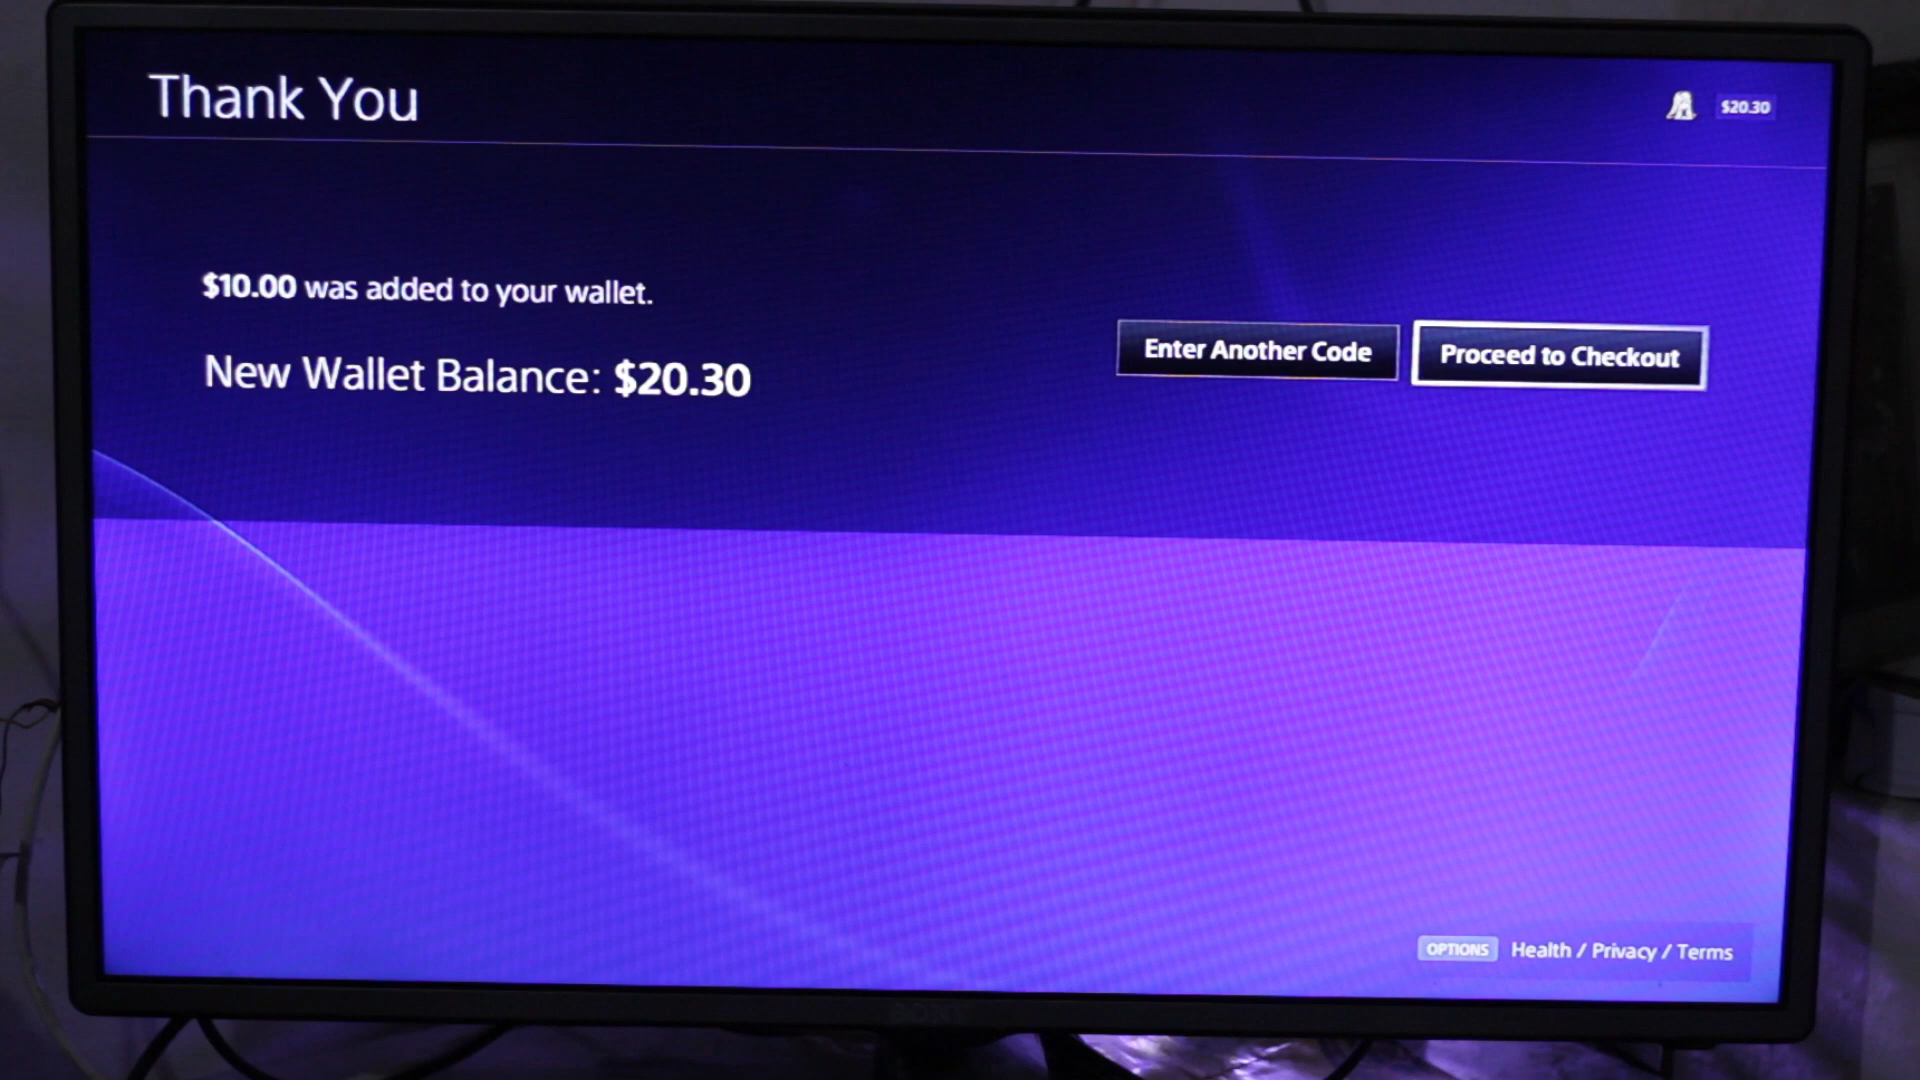 Thank You
$20.30
$10.00 was added to your wallet.
New Wallet Balance: $20.30
Enter Another Code
Proceed to Checkout
OPTIONS Health / Privacy / Terms